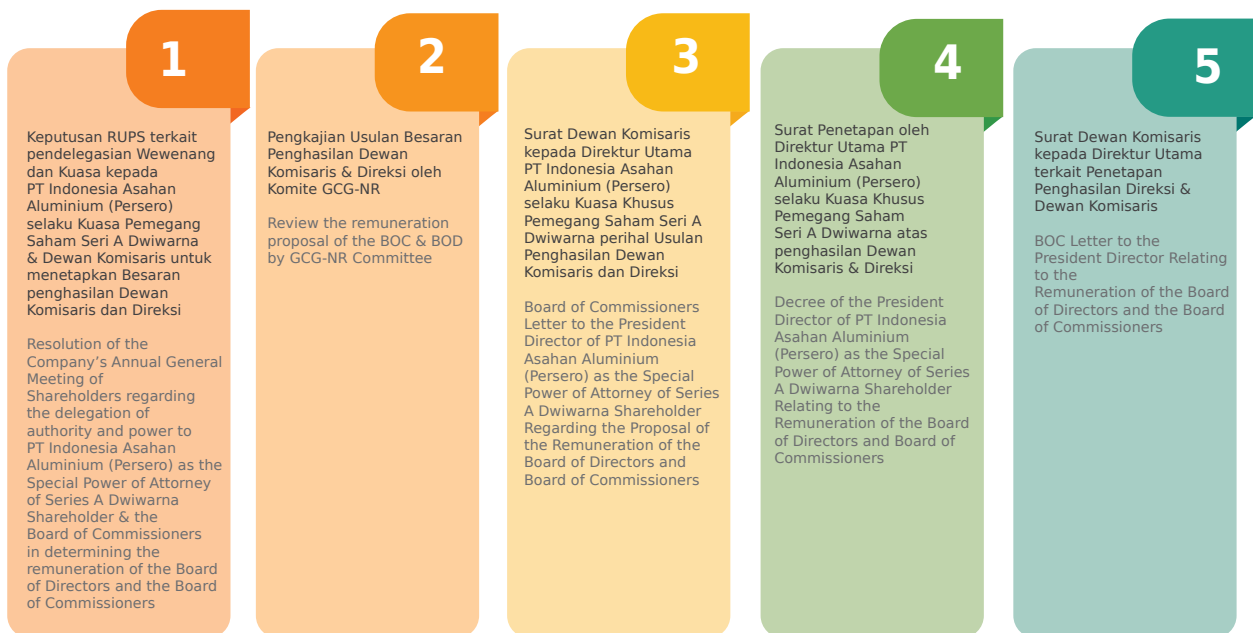 1
Keputusan RUPS terkait
pendelegasian Wewenang
dan Kuasa kepada
PT Indonesia Asahan
Aluminium (Persero)
selaku Kuasa Pemegang
Saham Seri A Dwiwarna
& Dewan Komisaris untuk
menetapkan Besaran
penghasilan Dewan
Komisaris dan Direksi
Resolution of the
Company’s Annual General
Meeting of
Shareholders regarding
the delegation of
authority and power to
PT Indonesia Asahan
Aluminium (Persero) as the
Special Power of Attorney
of Series A Dwiwarna
Shareholder & the
Board of Commissioners
in determining the
remuneration of the Board
of Directors and the Board
of Commissioners
2
Pengkajian Usulan Besaran
Penghasilan Dewan
Komisaris & Direksi oleh
Komite GCG-NR
Review the remuneration
proposal of the BOC & BOD
by GCG-NR Committee
3
Surat Dewan Komisaris
kepada Direktur Utama
PT Indonesia Asahan
Aluminium (Persero)
selaku Kuasa Khusus
Pemegang Saham Seri A
Dwiwarna perihal Usulan
Penghasilan Dewan
Komisaris dan Direksi
Board of Commissioners
Letter to the President
Director of PT Indonesia
Asahan Aluminium
(Persero) as the Special
Power of Attorney of Series
A Dwiwarna Shareholder
Regarding the Proposal of
the Remuneration of the
Board of Directors and
Board of Commissioners
4
Surat Penetapan oleh
Direktur Utama PT
Indonesia Asahan
Aluminium (Persero)
selaku Kuasa Khusus
Pemegang Saham
Seri A Dwiwarna atas
penghasilan Dewan
Komisaris & Direksi
Decree of the President
Director of PT Indonesia
Asahan Aluminium
(Persero) as the Special
Power of Attorney of Series
A Dwiwarna Shareholder
Relating to the
Remuneration of the Board
of Directors and Board of
Commissioners
5
Surat Dewan Komisaris
kepada Direktur Utama
terkait Penetapan
Penghasilan Direksi &
Dewan Komisaris
BOC Letter to the
President Director Relating
to the
Remuneration of the Board
of Directors and the Board
of Commissioners